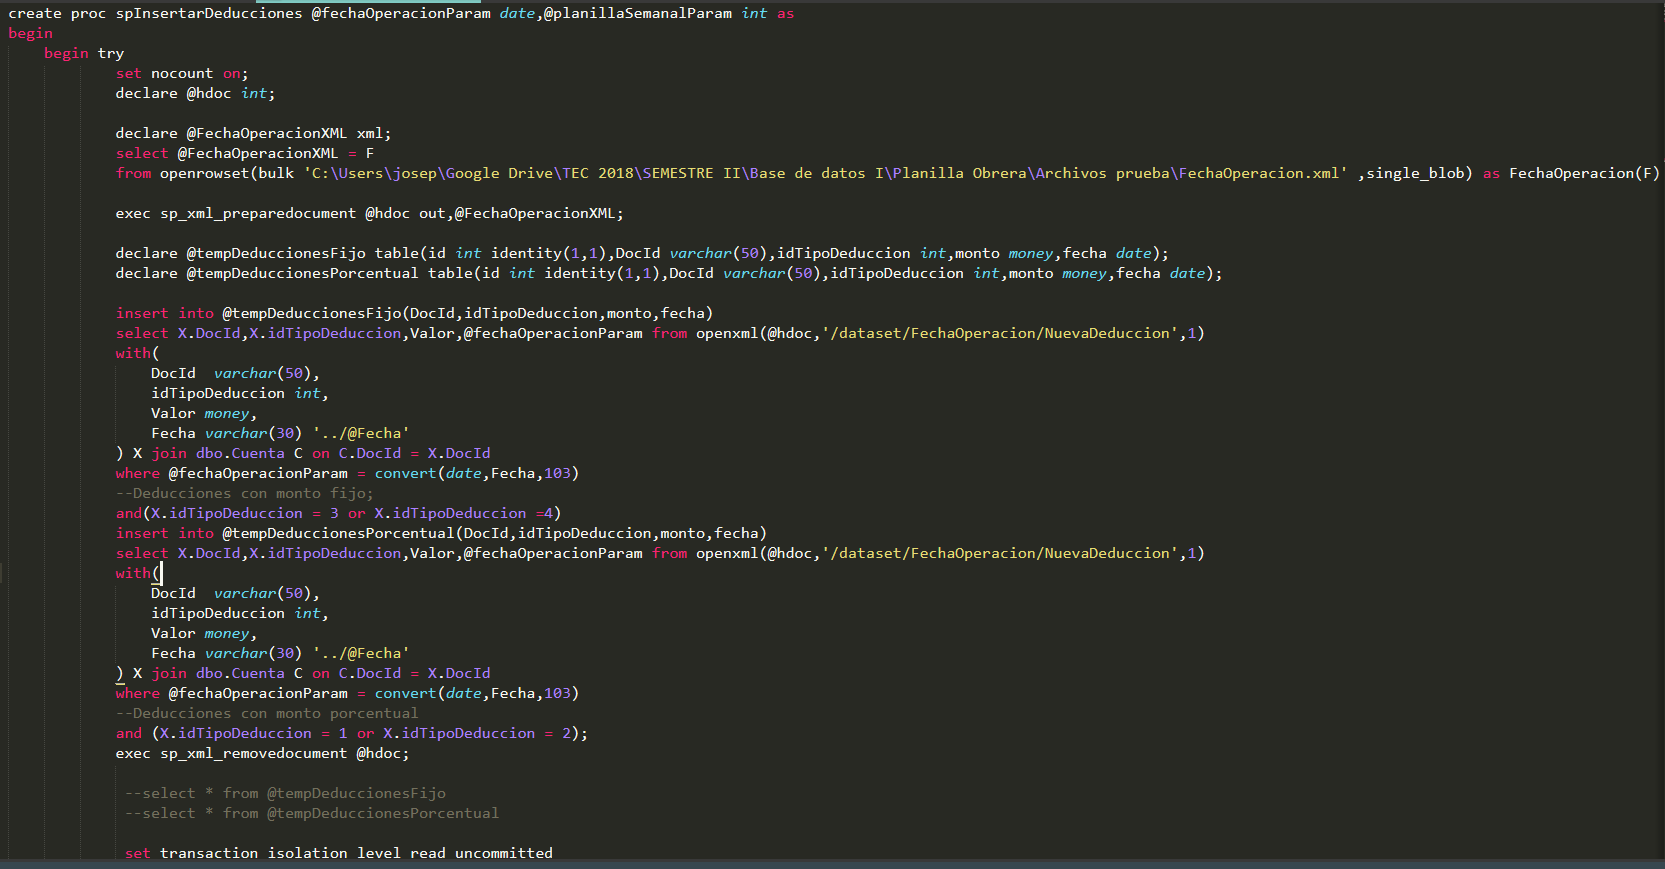 create proc spInsertarDeducciones @fechaOperacionParam date,@planillaSemanalParam int as
begin
begin try
set nocount on;
declare @hdoc int;
declare @FechaOperacionXML xml;
select @FechaOperacionXML = F
from openrowset(bulk 'C:\Users\josep\Google Drive\TEC 2018\SEMESTRE II\Base de datos I\Planilla Obrera\Archivos prueba\FechaOperacion.xml' ,single_blob) as FechaOperacion(F)
exec sp_xml_preparedocument @hdoc out,@FechaOperacionXML;
declare @tempDeduccionesFijo table(id int identity(1,1),DocId varchar(50),idTipoDeduccion int,monto money,fecha date);
declare @tempDeduccionesPorcentual table(id int identity(1,1),DocId varchar(50),idTipoDeduccion int,monto money,fecha date);
insert into @tempDeduccionesFijo(DocId,idTipoDeduccion,monto,fecha)
select X.DocId,X.idTipoDeduccion,Valor,@fechaOperacionParam from openxml(@hdoc,'/dataset/FechaOperacion/NuevaDeduccion',1)
with(
DocId  varchar(50),
idTipoDeduccion int,
Valor money,
Fecha varchar(30) '../@Fecha'
) X join dbo.Cuenta C on C.DocId = X.DocId
where @fechaOperacionParam = convert(date,Fecha,103)
--Deducciones con monto fijo;
and(X.idTipoDeduccion = 3 or X.idTipoDeduccion =4)
insert into @tempDeduccionesPorcentual(DocId,idTipoDeduccion,monto,fecha)
select X.DocId,X.idTipoDeduccion,Valor,@fechaOperacionParam from openxml(@hdoc,'/dataset/FechaOperacion/NuevaDeduccion',1)
with(
DocId  varchar(50),
idTipoDeduccion int,
Valor money,
Fecha varchar(30) '../@Fecha'
) X join dbo.Cuenta C on C.DocId = X.DocId
where @fechaOperacionParam = convert(date,Fecha,103)
--Deducciones con monto porcentual
and (X.idTipoDeduccion = 1 or X.idTipoDeduccion = 2);
exec sp_xml_removedocument @hdoc;
--select * from @tempDeduccionesFijo
--select * from @tempDeduccionesPorcentual
set transaction isolation level read uncommitted